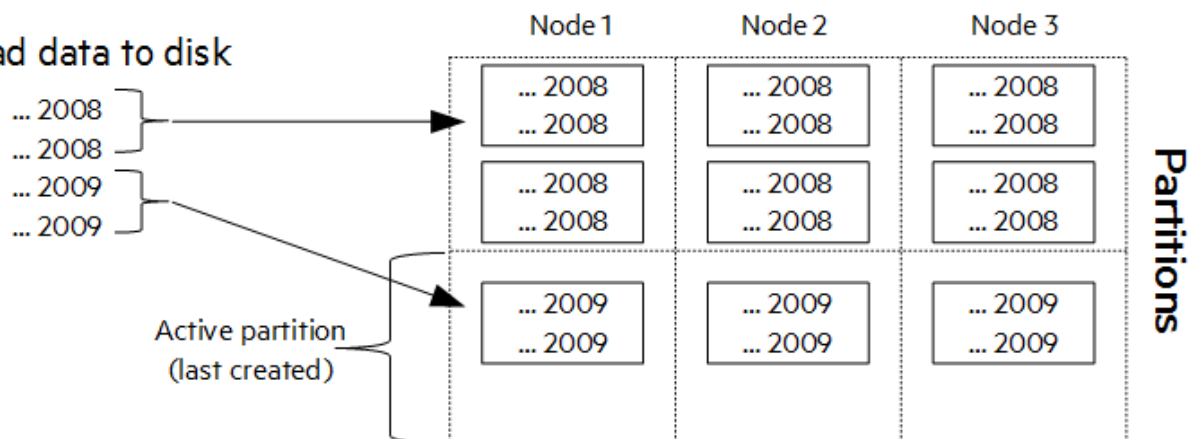 Node 1 Node 2 Node 3
ad data to disk
... 2008
... 2008
... 2009
... 2009
... 2008 ... 2008 ... 2008
... 2008 ... 2008 ... 2008
... 2008 ... 2008 ... 2008
... 2008 ... 2008 ... 2008
... 2009 ... 2009 ... 2009
... 2009 ... 2009 ... 2009
Active partition
(last created)
Partitions